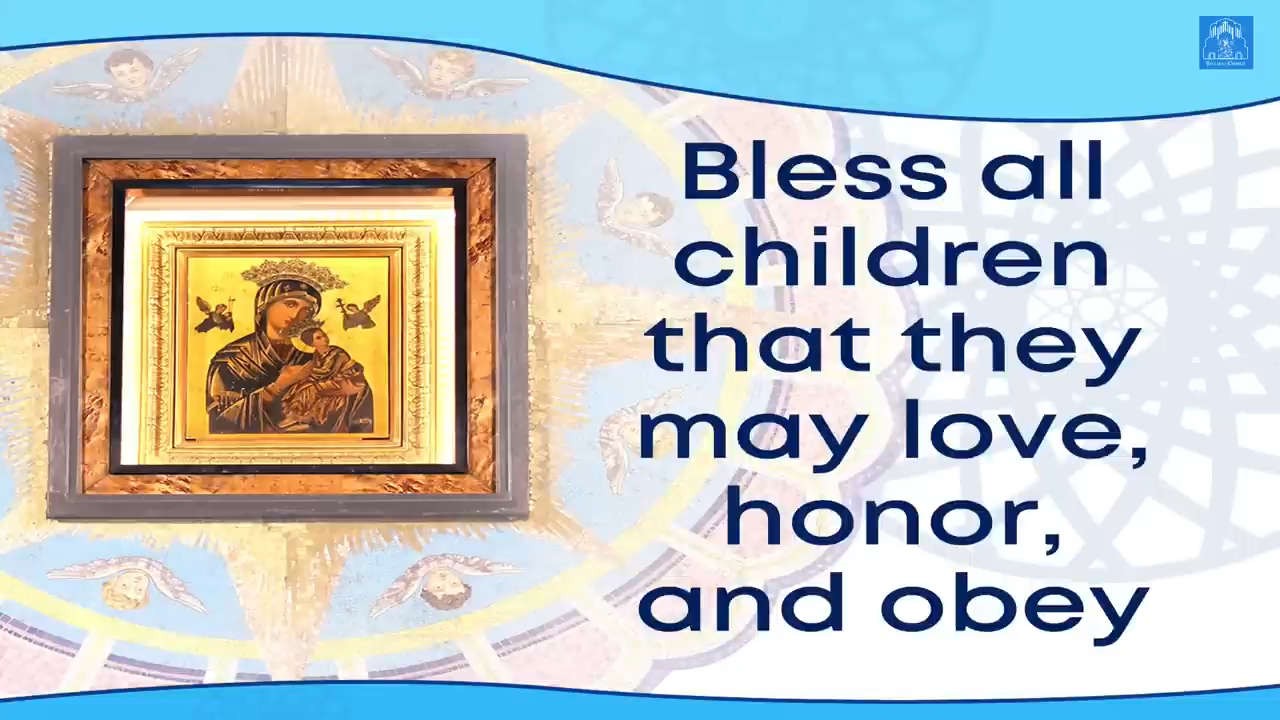 Bless all
children
that they
may love,
honor,
and obey